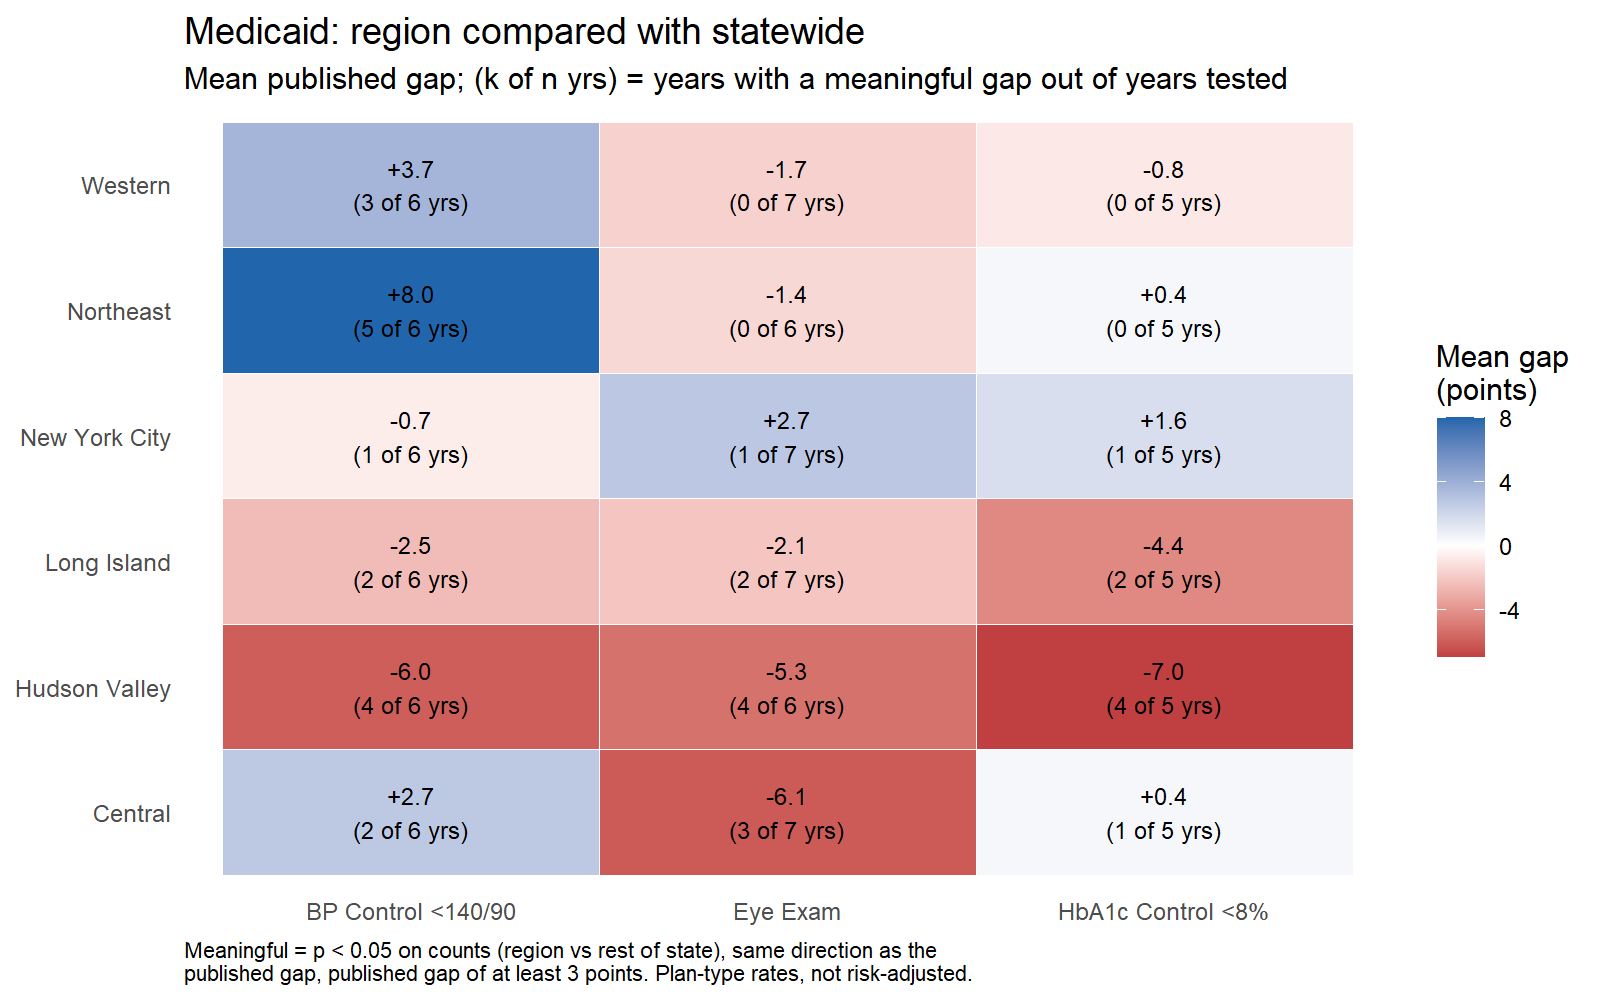 Medicaid: region compared with statewide
Mean published gap; (k of n yrs) = years with a meaningful gap out of years tested
Western
+3.7
(3 of 6 yrs)
-1.7
(0 of 7 yrs)
-0.8
(0 of 5 yrs)
Northeast
+8.0
(5 of 6 yrs)
-1.4
(0 of 6 yrs)
+0.4
(0 of 5 yrs)
New York City
-0.7
(1 of 6 yrs)
+2.7
(1 of 7 yrs)
+1.6
(1 of 5 yrs)
Long Island
-2.5
(2 of 6 yrs)
-2.1
(2 of 7 yrs)
-4.4
(2 of 5 yrs)
Hudson Valley
-6.0
(4 of 6 yrs)
-5.3
(4 of 6 yrs)
-7.0
(4 of 5 yrs)
Central
+2.7
(2 of 6 yrs)
-6.1
(3 of 7 yrs)
+0.4
(1 of 5 yrs)
BP Control <140/90
Eye Exam
HbA1c Control <8%
Mean gap
(points)
8
4
0
-4
Meaningful = p < 0.05 on counts (region vs rest of state), same direction as the
published gap, published gap of at least 3 points. Plan-type rates, not risk-adjusted.